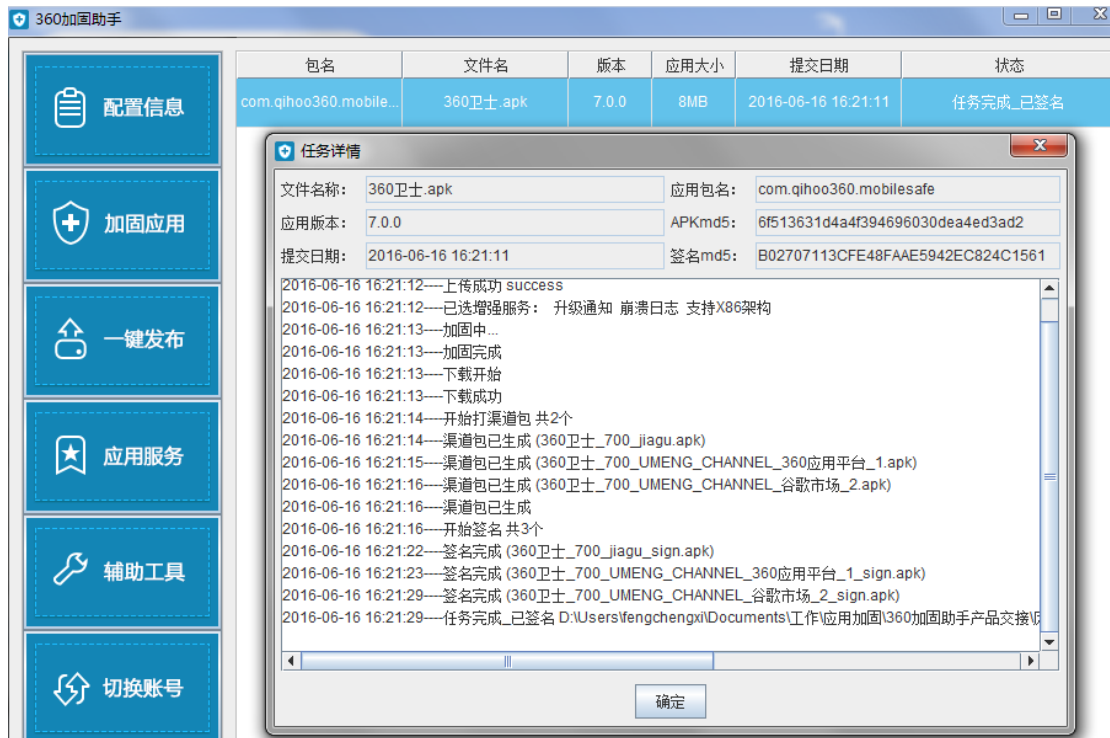 360加固助手
配置信息
加固应用
一键发布
应用服务
辅助工具
切换账号
包名 文件名 版本 应用大小 提交日期 状态
com.qihoo360.mobile... 360卫士.apk 7.0.0 8MB 2016-06-16 16:21:11 任务完成_已签名
任务详情
文件名称： 360卫士.apk 应用包名： com.qihoo360.mobilesafe
应用版本： 7.0.0 APKmd5： 6f513631d4a4f394696030dea4ed3ad2
提交日期： 2016-06-16 16:21:11 签名md5： B02707113CFE48FAAE5942EC824C1561
2016-06-16 16:21:12----上传成功 success
2016-06-16 16:21:12----已选增强服务： 升级通知 崩溃日志 支持X86架构
2016-06-16 16:21:13----加固中...
2016-06-16 16:21:13----加固完成
2016-06-16 16:21:13----下载开始
2016-06-16 16:21:13----下载成功
2016-06-16 16:21:14----开始打渠道包 共2个
2016-06-16 16:21:14----渠道包已生成 (360卫士_700_jiagu.apk)
2016-06-16 16:21:15----渠道包已生成 (360卫士_700_UMENG_CHANNEL_360应用平台_1.apk)
2016-06-16 16:21:16----渠道包已生成 (360卫士_700_UMENG_CHANNEL_谷歌市场_2.apk)
2016-06-16 16:21:16----渠道包已生成
2016-06-16 16:21:16----开始签名 共3个
2016-06-16 16:21:22----签名完成 (360卫士_700_jiagu_sign.apk)
2016-06-16 16:21:23----签名完成 (360卫士_700_UMENG_CHANNEL_360应用平台_1_sign.apk)
2016-06-16 16:21:29----签名完成 (360卫士_700_UMENG_CHANNEL_谷歌市场_2_sign.apk)
2016-06-16 16:21:29----任务完成_已签名 D:\Users\fengchengxi\Documents\工作\应用加固\360加固助手产品交接\
确定